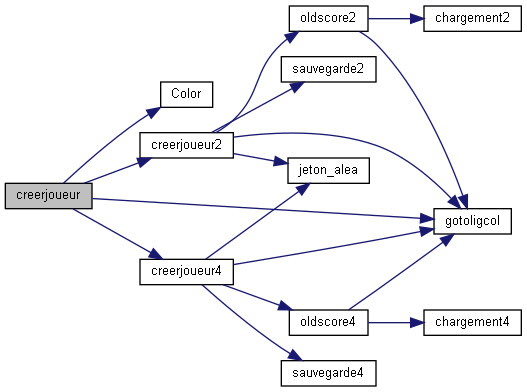 oldscore2
chargement2
sauvegarde2
Color
creerjoueur2
jeton_alea
creerjoueur
gotoligcol
creerjoueur4
oldscore4
chargement4
sauvegarde4